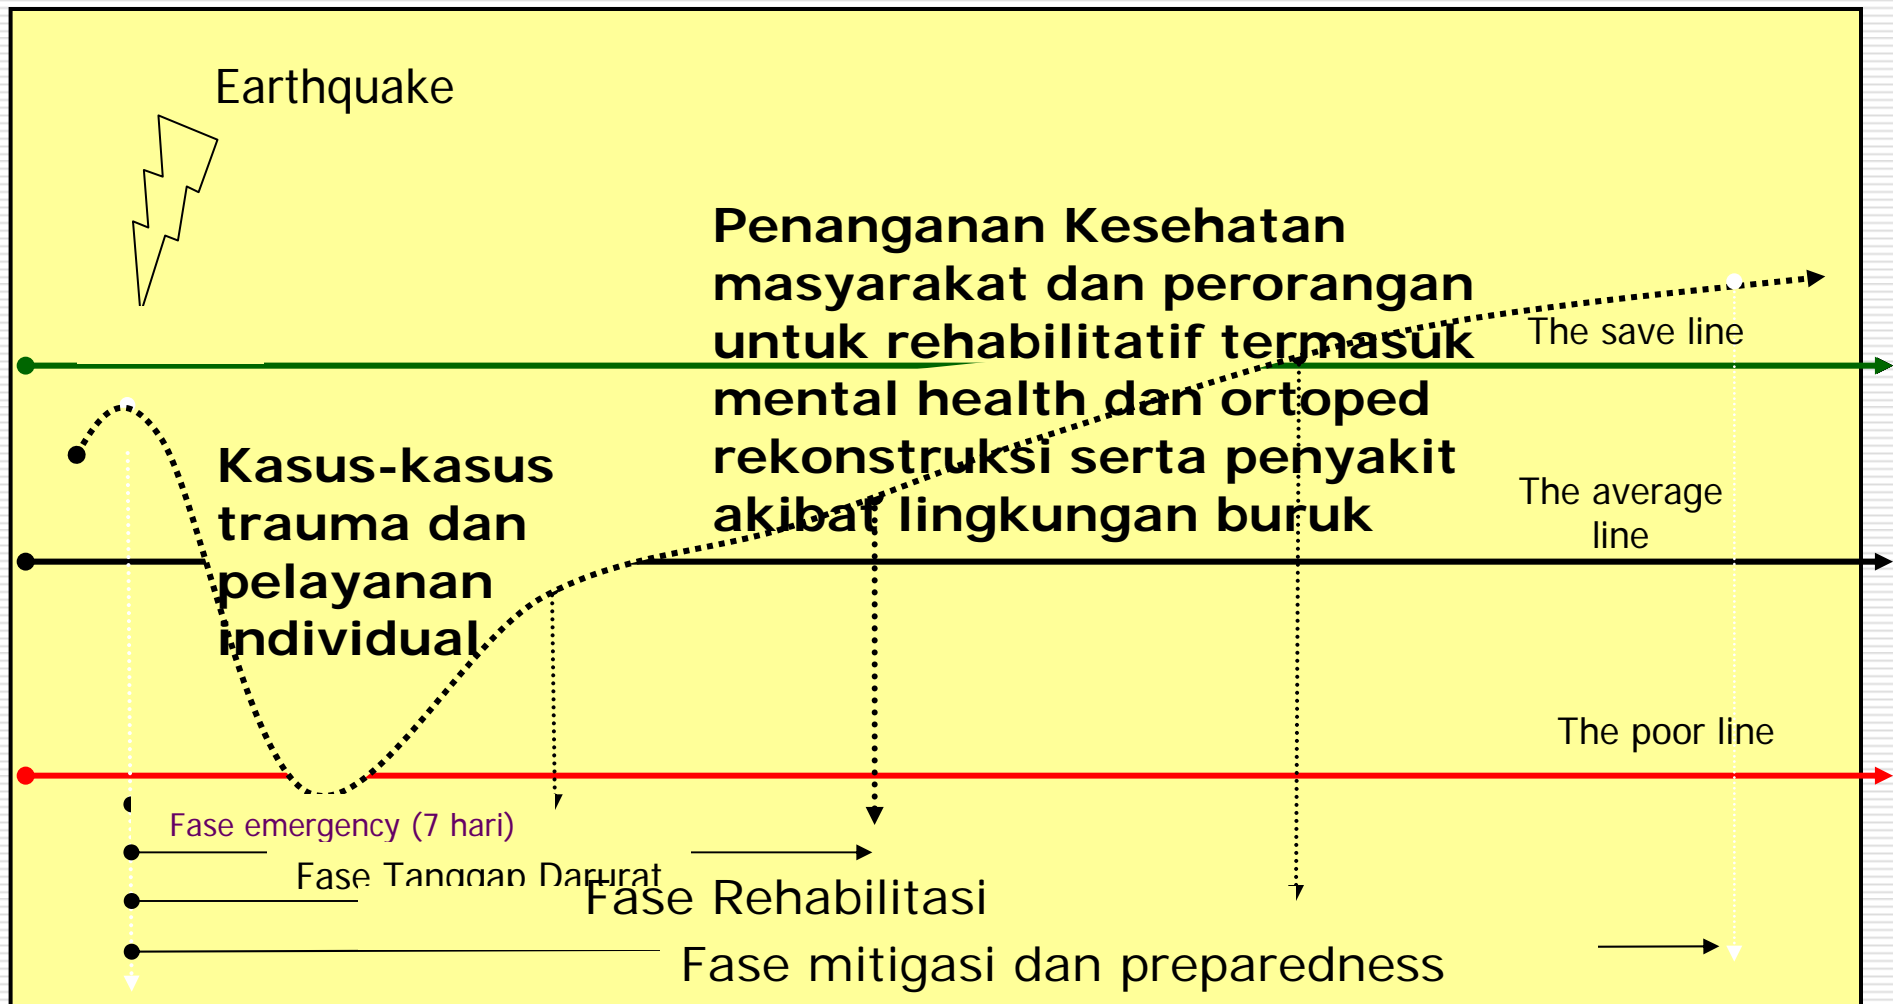 Earthquake
Penanganan Kesehatan
masyarakat dan perorangan
untuk rehabilitatif termasuk
mental health dan ortoped
rekonstruksi serta penyakit
akibat lingkungan buruk
The save line
Kasus-kasus
trauma dan
pelayanan
individual
The average
line
The poor line
Fase emergency (7 hari)
Fase Tanggap Darurat
Fase Rehabilitasi
Fase mitigasi dan preparedness